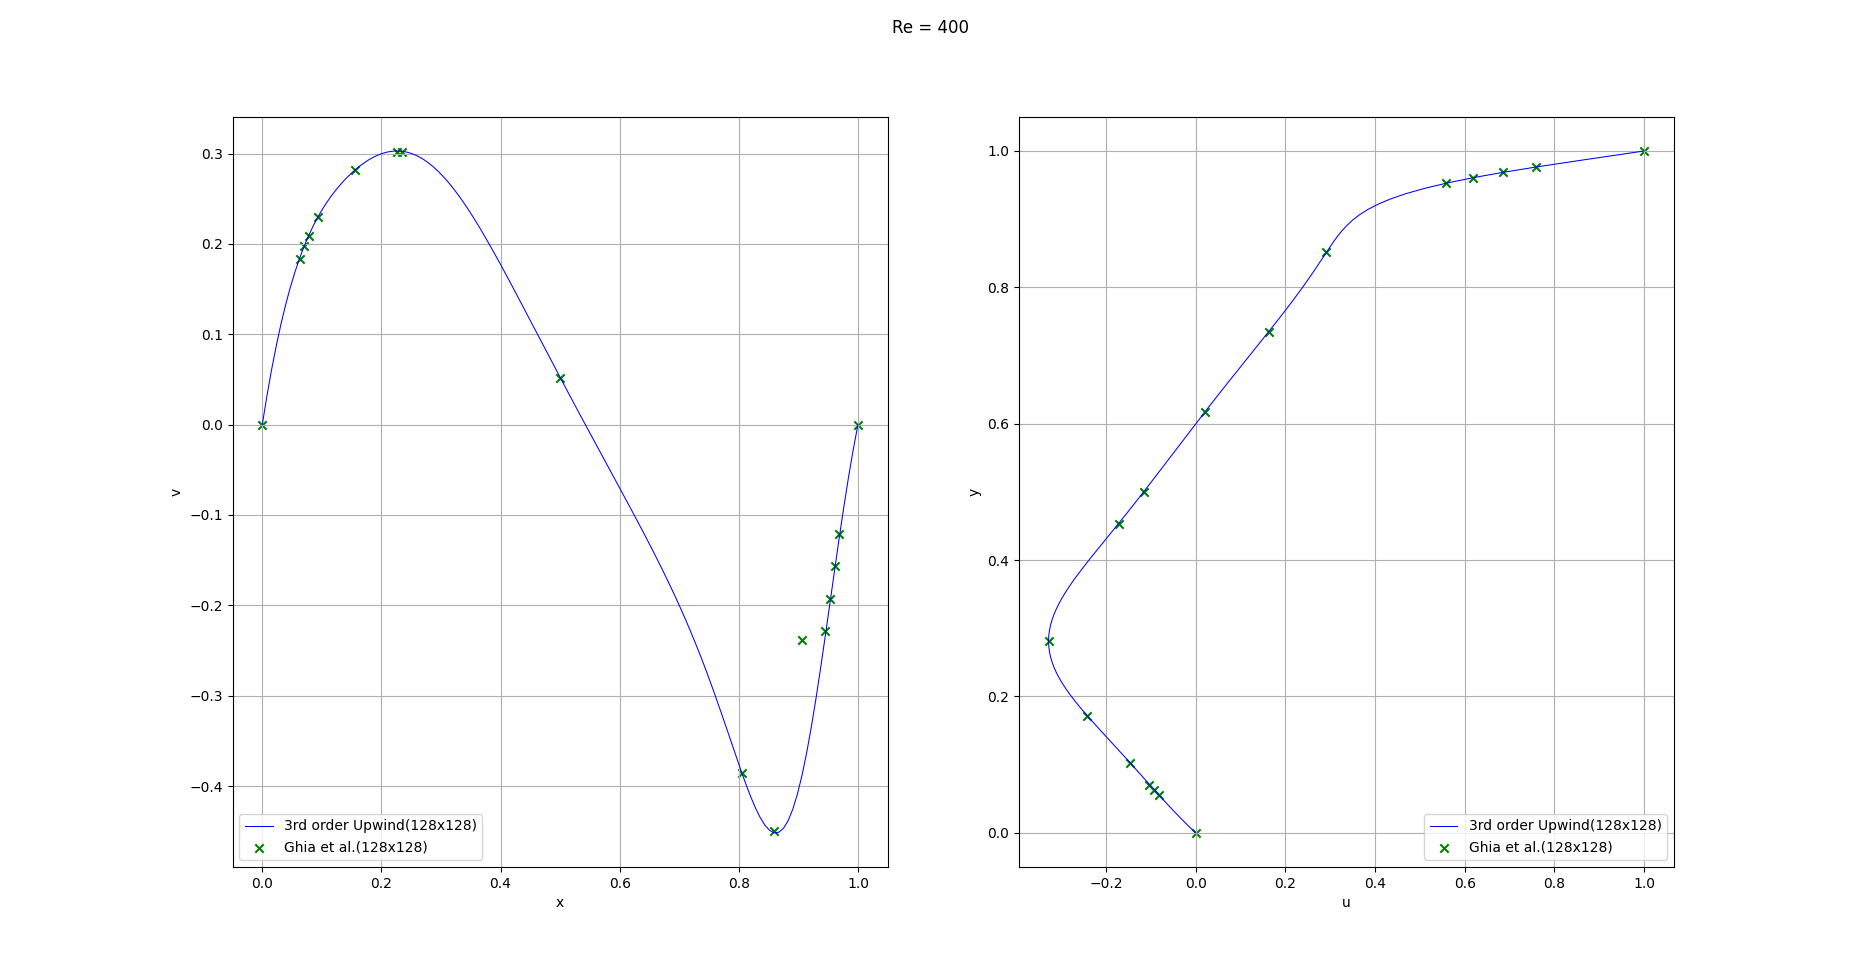 Re = 400
0.3
0.2
0.1
0.0
−0.1
−0.2
−0.3
−0.4
v
0.0 0.2 0.4 0.6 0.8 1.0
x
3rd order Upwind(128x128)
Ghia et al.(128x128)
1.0
0.8
0.6
0.4
0.2
0.0
y
−0.2 0.0 0.2 0.4 0.6 0.8 1.0
u
3rd order Upwind(128x128)
Ghia et al.(128x128)